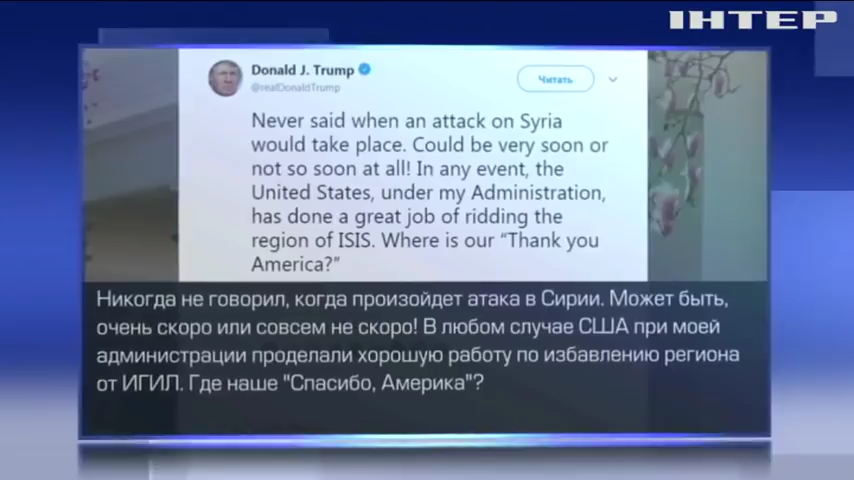 ІНТЕР
Donald J. Trump
@realDonaldTrump
Читать
Never said when an attack on Syria
would take place. Could be very soon or
not so soon at all! In any event, the
United States, under my Administration,
has done a great job of ridding the
region of ISIS. Where is our “Thank you
America?”
Никогда не говорил, когда произойдет атака в Сирии. Может быть,
очень скоро или совсем не скоро! В любом случае США при моей
администрации проделали хорошую работу по избавлению региона
от ИГИЛ. Где наше "Спасибо, Америка"?